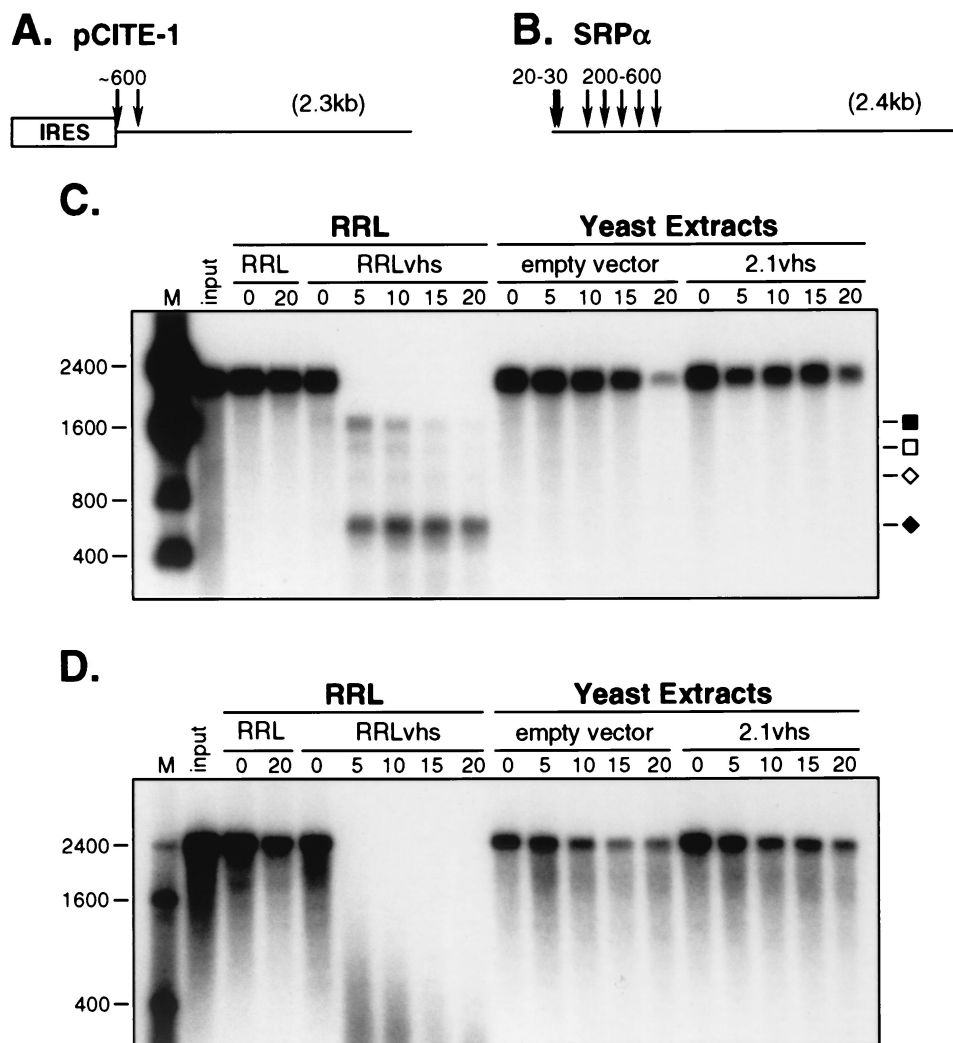 A. pCITE-1
~600
(2.3kb)
IRES
B. SRPα
20-30 200-600
(2.4kb)
C.
RRL Yeast Extracts
RRL RRLvhs empty vector 2.1vhs
M input 0 20 0 5 10 15 20 0 5 10 15 20 0 5 10 15 20
2400
1600
800
400
D.
RRL Yeast Extracts
RRL RRLvhs empty vector 2.1vhs
M input 0 20 0 5 10 15 20 0 5 10 15 20 0 5 10 15 20
2400
1600
400